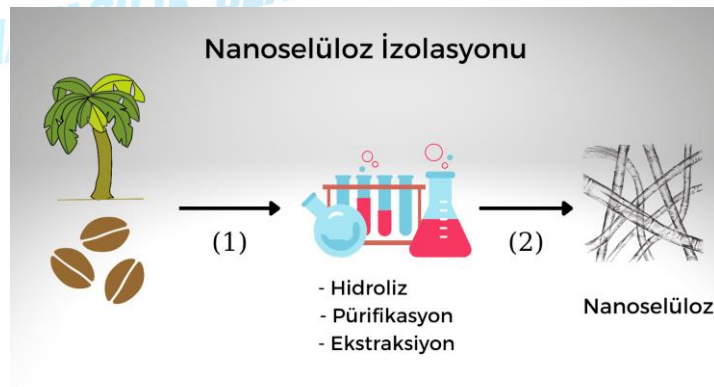 Nanoselüloz İzolasyonu
(1)
(2)
- Hidroliz
- Pürifikasyon
- Ekstraksiyon
Nanoselüloz